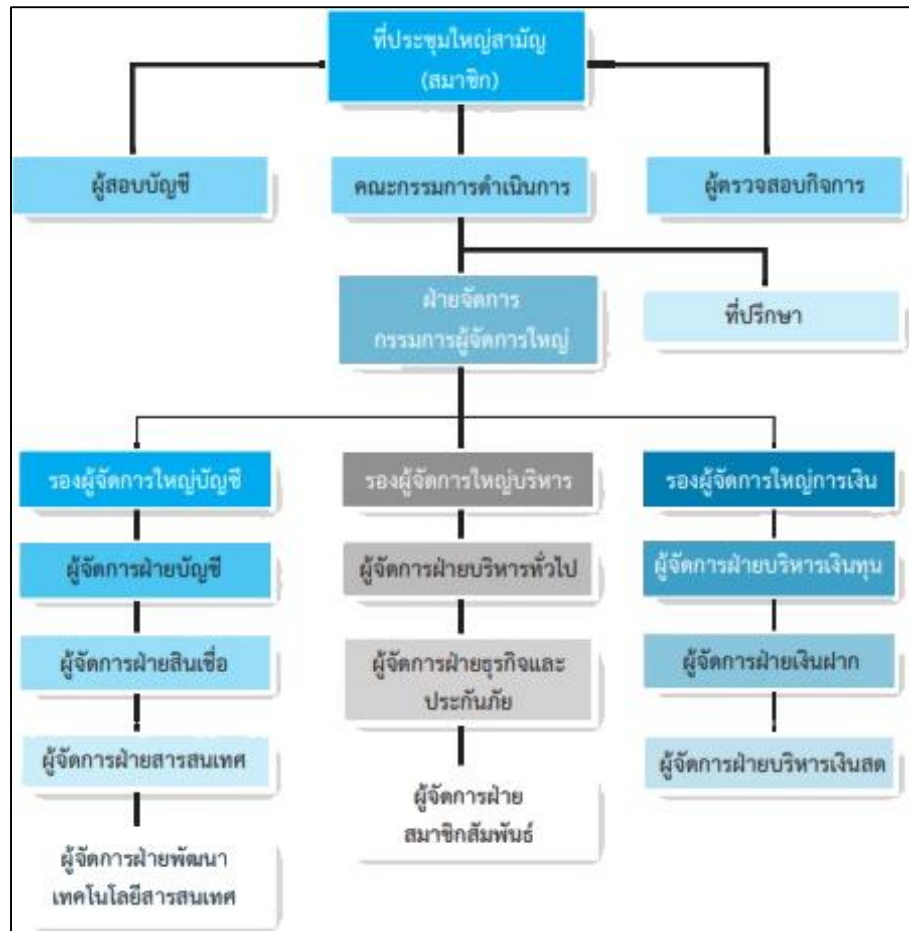 ที่ประชุมใหญ่สามัญ
(สมาชิก)
ผู้สอบบัญชี
คณะกรรมการดำเนินการ
ผู้ตรวจสอบกิจการ
ฝ่ายจัดการ
กรรมการผู้จัดการใหญ่
ที่ปรึกษา
รองผู้จัดการใหญ่บัญชี
รองผู้จัดการใหญ่บริหาร
รองผู้จัดการใหญ่การเงิน
ผู้จัดการฝ่ายบัญชี
ผู้จัดการฝ่ายบริหารทั่วไป
ผู้จัดการฝ่ายบริหารเงินทุน
ผู้จัดการฝ่ายสินเชื่อ
ผู้จัดการฝ่ายธุรกิจและ
ประกันภัย
ผู้จัดการฝ่ายเงินฝาก
ผู้จัดการฝ่ายสารสนเทศ
ผู้จัดการฝ่าย
สมาชิกสัมพันธ์
ผู้จัดการฝ่ายบริหารเงินสด
ผู้จัดการฝ่ายพัฒนา
เทคโนโลยีสารสนเทศ